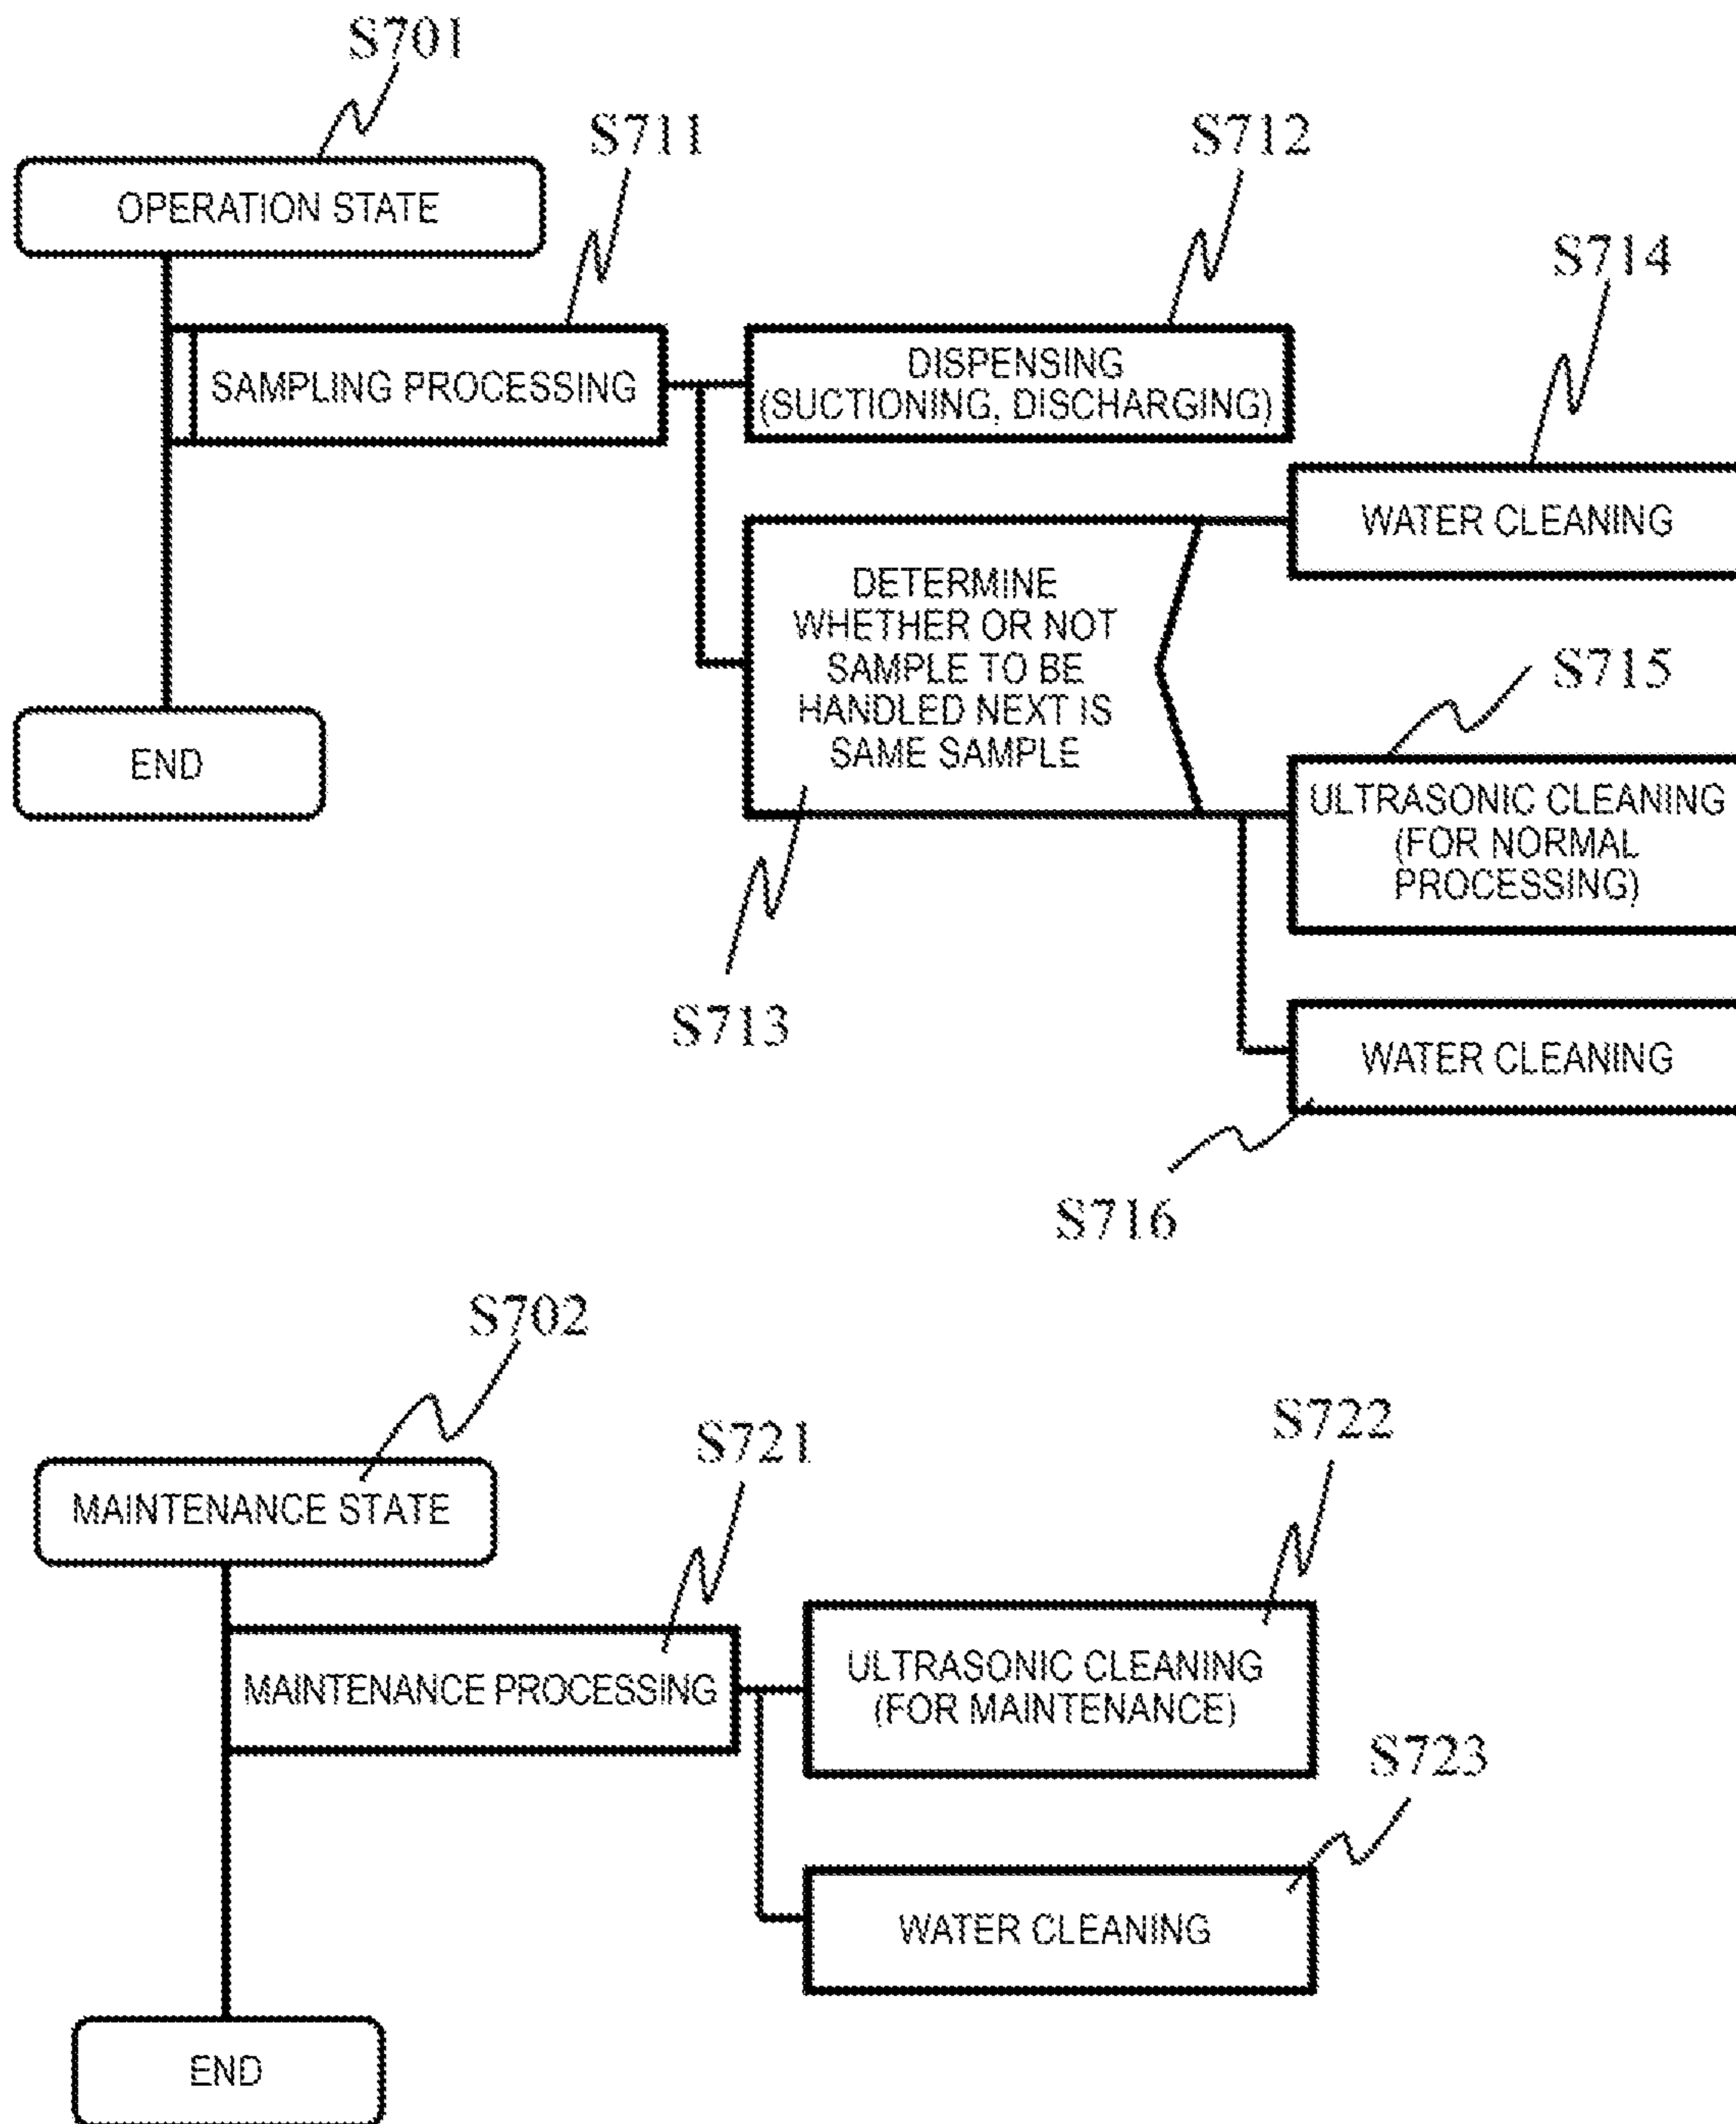 S701
S711
S712
OPERATION STATE
S714
SAMPLING PROCESSING
DISPENSING
(SUCTIONING, DISCHARGING)
WATER CLEANING
DETERMINE
WHETHER OR NOT
SAMPLE TO BE
HANDLED NEXT IS
SAME SAMPLE
S715
END
ULTRASONIC CLEANING
(FOR NORMAL
PROCESSING)
S713
WATER CLEANING
S716
S702
S721
S722
MAINTENANCE STATE
MAINTENANCE PROCESSING
ULTRASONIC CLEANING
(FOR MAINTENANCE)
S723
WATER CLEANING
END